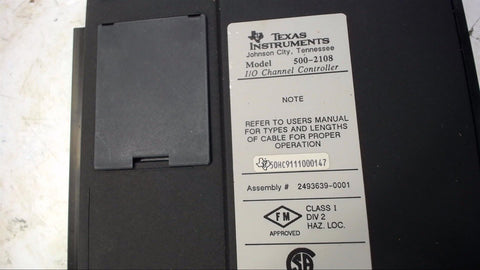 TEXAS
INSTRUMENTS
Johnson City, Tennessee
Model 500-2108
I/O Channel Controller
NOTE
REFER TO USERS MANUAL
FOR TYPES AND LENGTHS
OF CABLE FOR PROPER
OPERATION
50HC9111000147
Assembly # 2493639-0001
FM
APPROVED
CLASS 1
DIV 2
HAZ. LOC.
SA